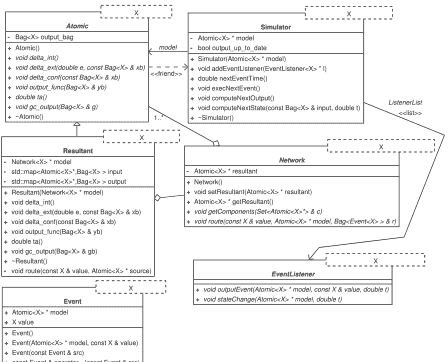 X
Atomic
- Bag<X> output_bag
+ Atomic()
+ void delta_int()
+ void delta_ext(double e, const Bag<X> & xb)
+ void delta_conf(const Bag<X> & xb)
+ void output_func(Bag<X> & yb)
+ double ta()
+ void gc_output(Bag<X> & g)
+ ~Atomic()
model
<<friend>>
1..*
X
Simulator
- Atomic<X> * model
- bool output_up_to_date
+ Simulator(Atomic<X> * model)
+ void addEventListener(EventListener<X> * l)
+ double nextEventTime()
+ void execNextEvent()
+ void computeNextOutput()
+ void computeNextState(const Bag<X> & input, double t)
+ ~Simulator()
ListenerList
<<list>>
X
Resultant
- Network<X> * model
- std::map<Atomic<X>*,Bag<X> > input
- std::map<Atomic<X>*,Bag<X> > output
+ Resultant(Network<X> * model)
+ void delta_int()
+ void delta_ext(double e, const Bag<X> & xb)
+ void delta_conf(const Bag<X> & xb)
+ void output_func(Bag<X> & yb)
+ double ta()
+ void gc_output(Bag<X> & gb)
+ ~Resultant()
- void route(const X & value, Atomic<X> * source)
X
Network
- Atomic<X> * resultant
+ Network()
+ void setResultant(Atomic<X> * resultant)
+ Atomic<X> * getResultant()
+ void getComponents(Set<Atomic<X>*> & c)
+ void route(const X & value, Atomic<X> * model, Bag<Event<X> > & r)
X
EventListener
+ void outputEvent(Atomic<X> * model, const X & value, double t)
+ void stateChange(Atomic<X> * model, double t)
X
Event
+ Atomic<X> * model
+ X value
+ Event()
+ Event(Atomic<X> * model, const X & value)
+ Event(const Event & src)